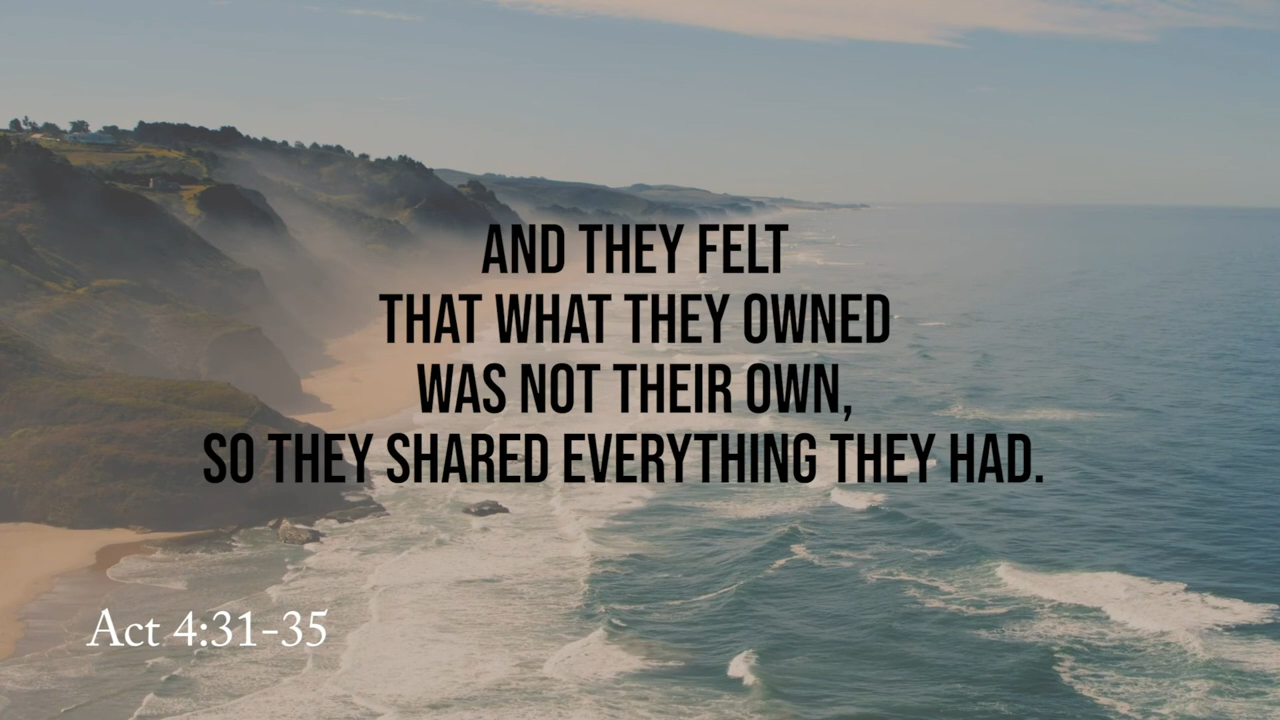 AND THEY FELT
THAT WHAT THEY OWNED
WAS NOT THEIR OWN,
SO THEY SHARED EVERYTHING THEY HAD.
Act 4:31-35